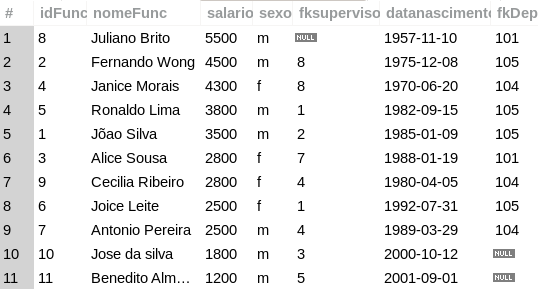 # idFunc nomeFunc salario sexo fksuperviso datanascimento fkDep
1 8 Juliano Brito 5500 m NULL 1957-11-10 101
2 2 Fernando Wong 4500 m 8 1975-12-08 105
3 4 Janice Morais 4300 f 8 1970-06-20 104
4 5 Ronaldo Lima 3800 m 1 1982-09-15 105
5 1 Jõao Silva 3500 m 2 1985-01-09 105
6 3 Alice Sousa 2800 f 7 1988-01-19 101
7 9 Cecilia Ribeiro 2800 f 4 1980-04-05 104
8 6 Joice Leite 2500 f 1 1992-07-31 105
9 7 Antonio Pereira 2500 m 4 1989-03-29 104
10 10 Jose da silva 1800 m 3 2000-10-12 NULL
11 11 Benedito Alm… 1200 m 5 2001-09-01 NULL